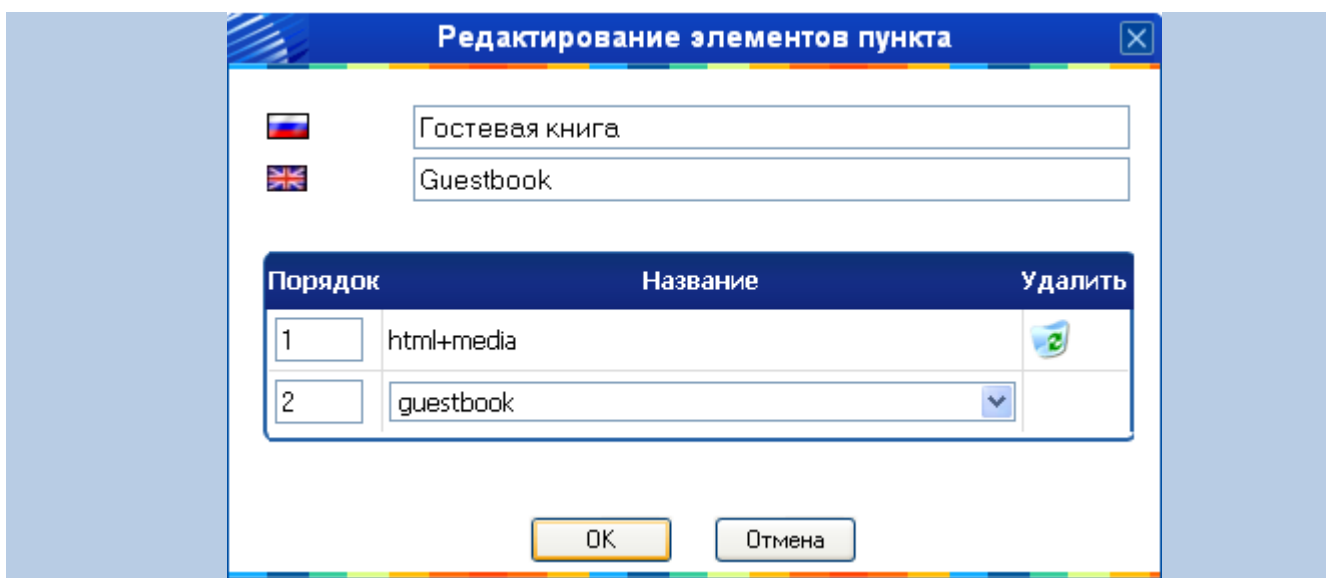 Редактирование элементов пункта
Гостевая книга
Guestbook
Порядок Название Удалить
1 html+media
2 guestbook
OK Отмена